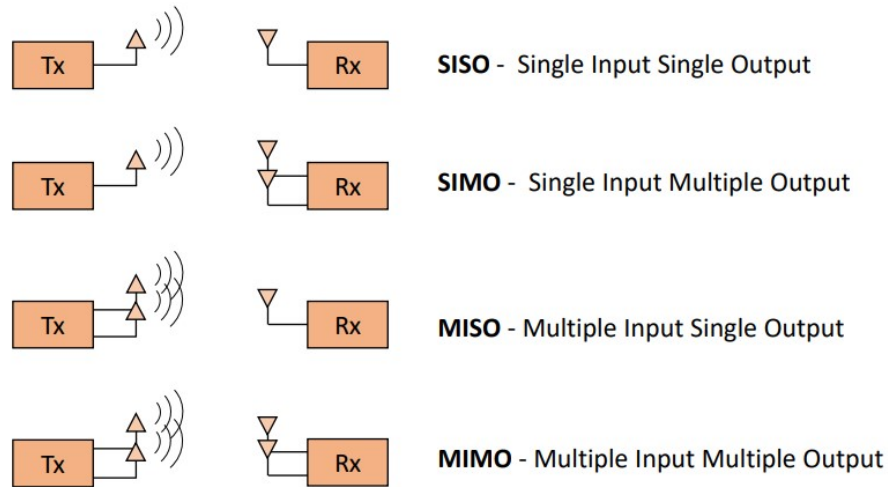 Tx Rx SISO - Single Input Single Output
Tx Rx SIMO - Single Input Multiple Output
Tx Rx MISO - Multiple Input Single Output
Tx Rx MIMO - Multiple Input Multiple Output